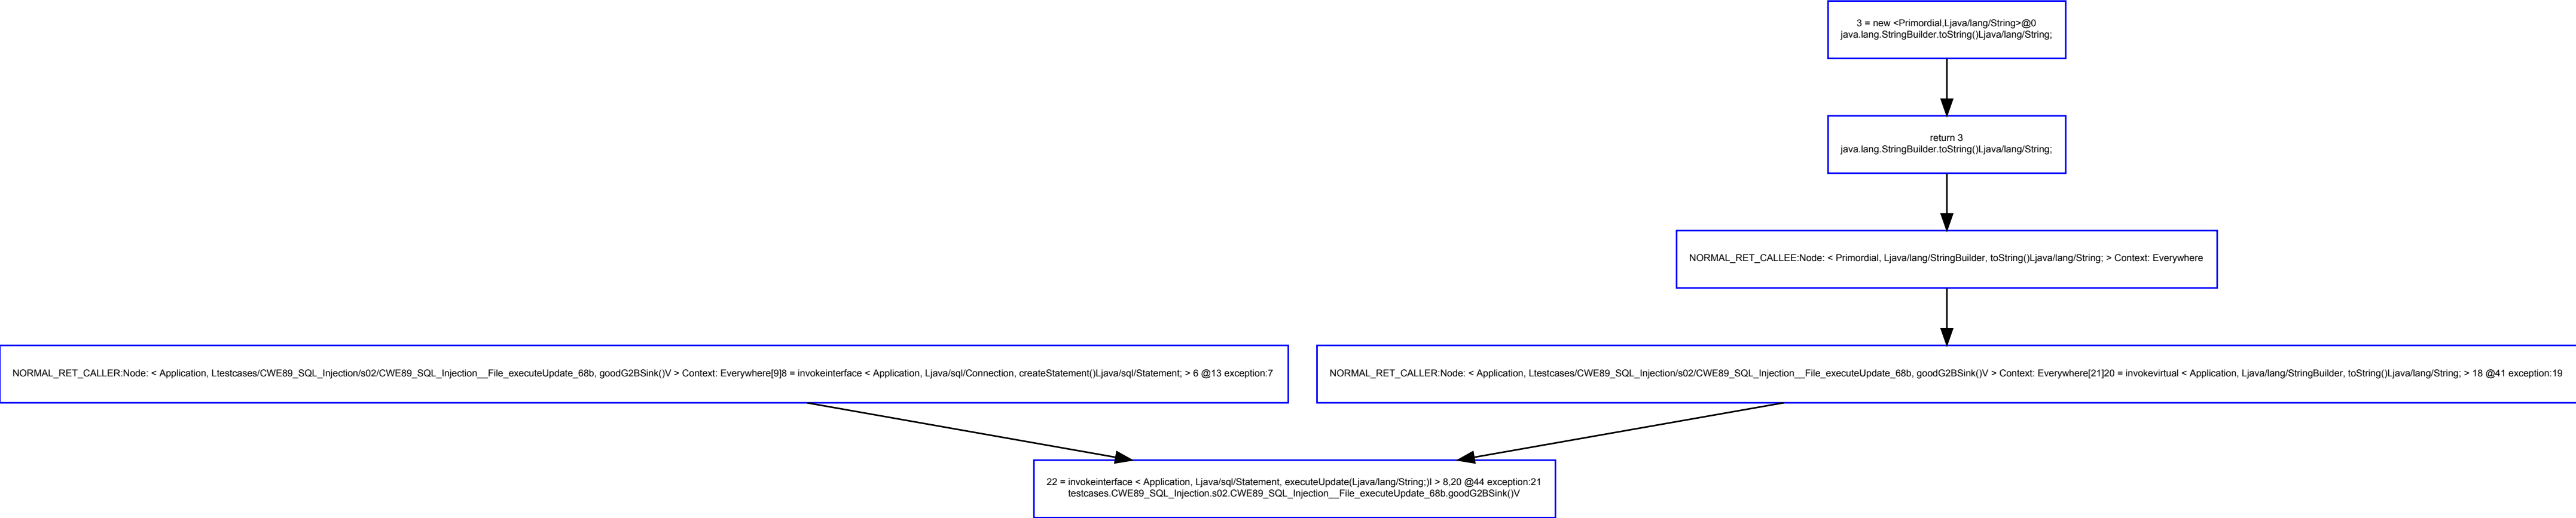 3 = new <Primordial,Ljava/lang/String>@0
java.lang.StringBuilder.toString()Ljava/lang/String;
return 3
java.lang.StringBuilder.toString()Ljava/lang/String;
NORMAL_RET_CALLEE:Node: < Primordial, Ljava/lang/StringBuilder, toString()Ljava/lang/String; > Context: Everywhere
NORMAL_RET_CALLER:Node: < Application, Ltestcases/CWE89_SQL_Injection/s02/CWE89_SQL_Injection__File_executeUpdate_68b, goodG2BSink()V > Context: Everywhere[9]8 = invokeinterface < Application, Ljava/sql/Connection, createStatement()Ljava/sql/Statement; > 6 @13 exception:7
NORMAL_RET_CALLER:Node: < Application, Ltestcases/CWE89_SQL_Injection/s02/CWE89_SQL_Injection__File_executeUpdate_68b, goodG2BSink()V > Context: Everywhere[21]20 = invokevirtual < Application, Ljava/lang/StringBuilder, toString()Ljava/lang/String; > 18 @41 exception:19
22 = invokeinterface < Application, Ljava/sql/Statement, executeUpdate(Ljava/lang/String;)I > 8,20 @44 exception:21
testcases.CWE89_SQL_Injection.s02.CWE89_SQL_Injection__File_executeUpdate_68b.goodG2BSink()V